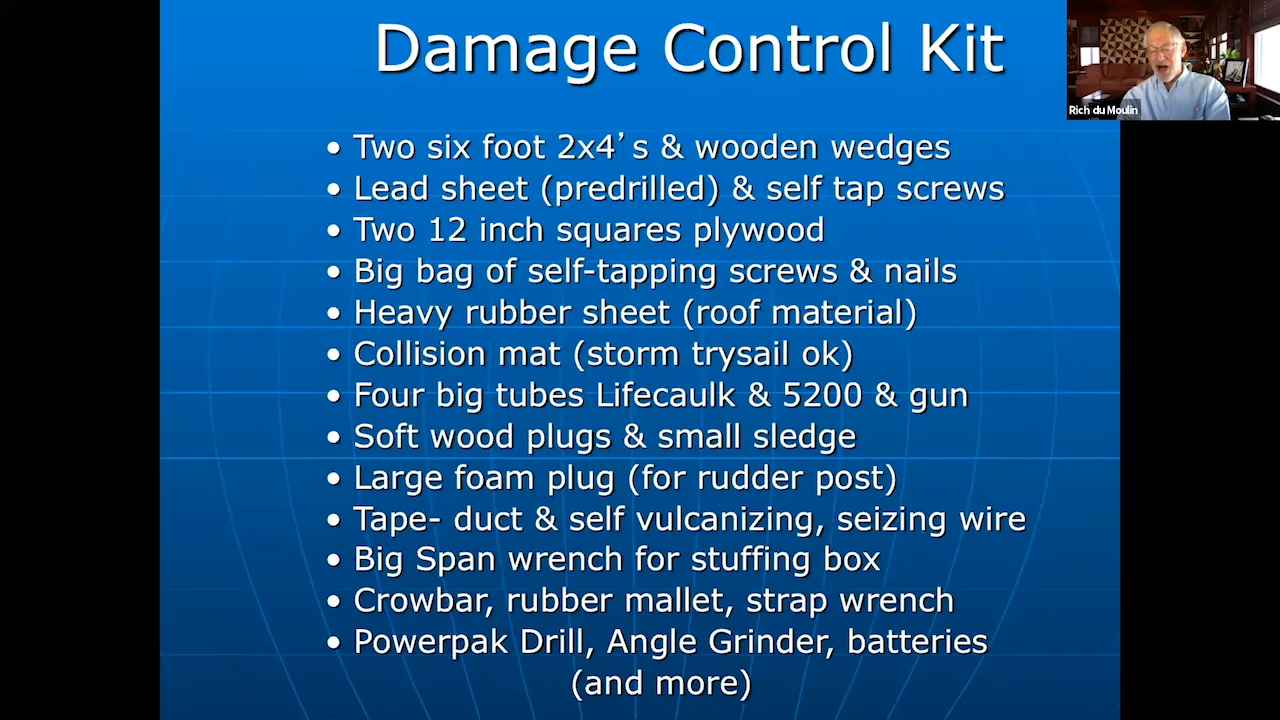 Damage Control Kit
Rich du Moulin
• Two six foot 2x4’s & wooden wedges
• Lead sheet (predrilled) & self tap screws
• Two 12 inch squares plywood
• Big bag of self-tapping screws & nails
• Heavy rubber sheet (roof material)
• Collision mat (storm trysail ok)
• Four big tubes Lifecaulk & 5200 & gun
• Soft wood plugs & small sledge
• Large foam plug (for rudder post)
• Tape- duct & self vulcanizing, seizing wire
• Big Span wrench for stuffing box
• Crowbar, rubber mallet, strap wrench
• Powerpak Drill, Angle Grinder, batteries
(and more)